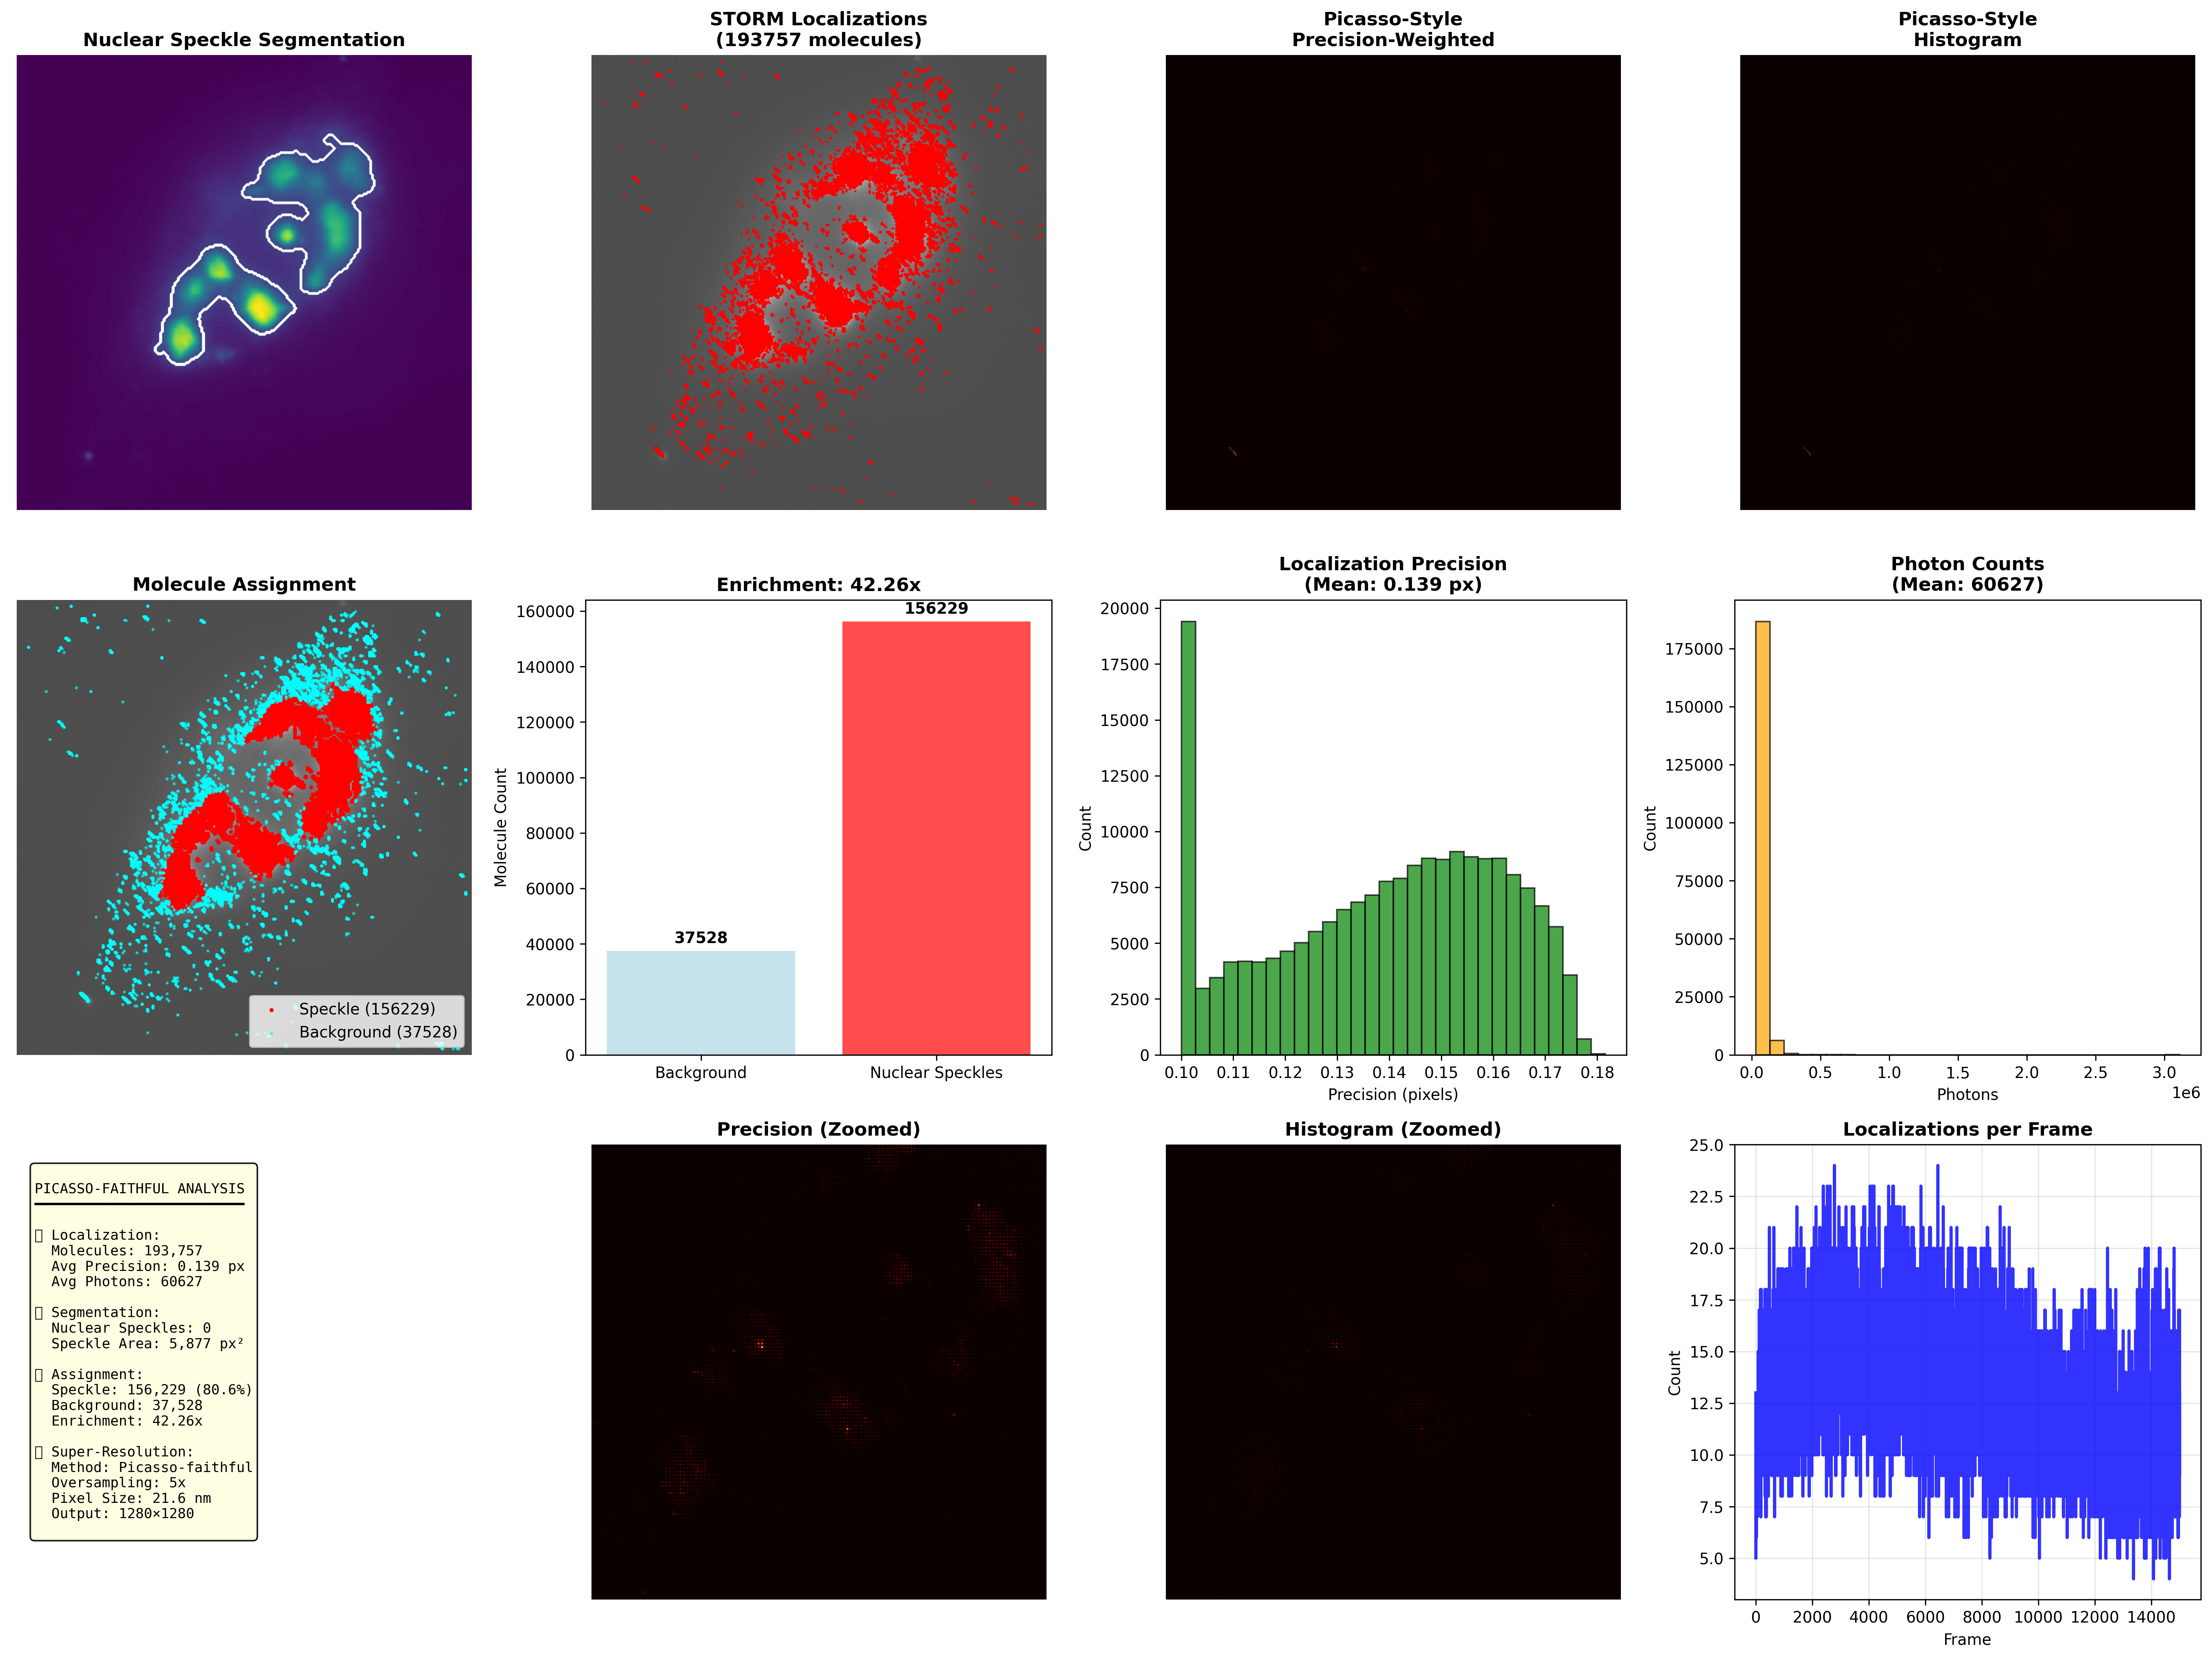 Nuclear Speckle Segmentation
STORM Localizations
(193757 molecules)
Picasso-Style
Precision-Weighted
Picasso-Style
Histogram
Molecule Assignment
Speckle (156229)
Background (37528)
Enrichment: 42.26x
Molecule Count
160000
140000
120000
100000
80000
60000
40000
20000
0
156229
37528
Background
Nuclear Speckles
Localization Precision
(Mean: 0.139 px)
Count
20000
17500
15000
12500
10000
7500
5000
2500
0
0.10 0.11 0.12 0.13 0.14 0.15 0.16 0.17 0.18
Precision (pixels)
Photon Counts
(Mean: 60627)
Count
175000
150000
125000
100000
75000
50000
25000
0
0.0 0.5 1.0 1.5 2.0 2.5 3.0
1e6
Photons
PICASSO-FAITHFUL ANALYSIS
Localization:
Molecules: 193,757
Avg Precision: 0.139 px
Avg Photons: 60627
Segmentation:
Nuclear Speckles: 0
Speckle Area: 5,877 px²
Assignment:
Speckle: 156,229 (80.6%)
Background: 37,528
Enrichment: 42.26x
Super-Resolution:
Method: Picasso-faithful
Oversampling: 5x
Pixel Size: 21.6 nm
Output: 1280×1280
Precision (Zoomed)
Histogram (Zoomed)
Localizations per Frame
Count
25.0
22.5
20.0
17.5
15.0
12.5
10.0
7.5
5.0
0 2000 4000 6000 8000 10000 12000 14000
Frame